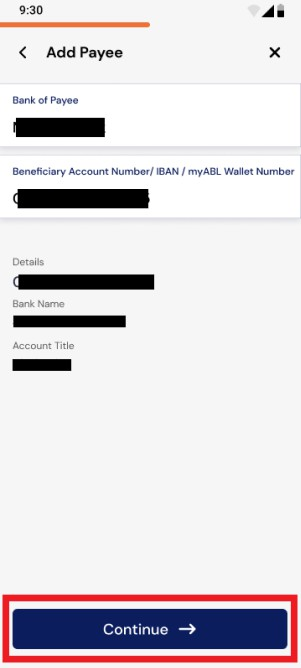 9:30
Add Payee
Bank of Payee
Beneficiary Account Number/ IBAN / myABL Wallet Number
Details
Bank Name
Account Title
Continue →